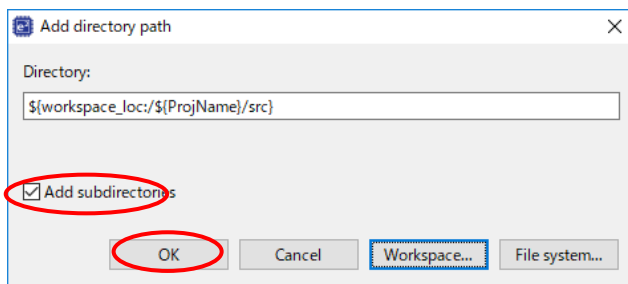 Add directory path
Directory:
${workspace_loc:/${ProjName}/src}
Add subdirectories
OK Cancel Workspace... File system...